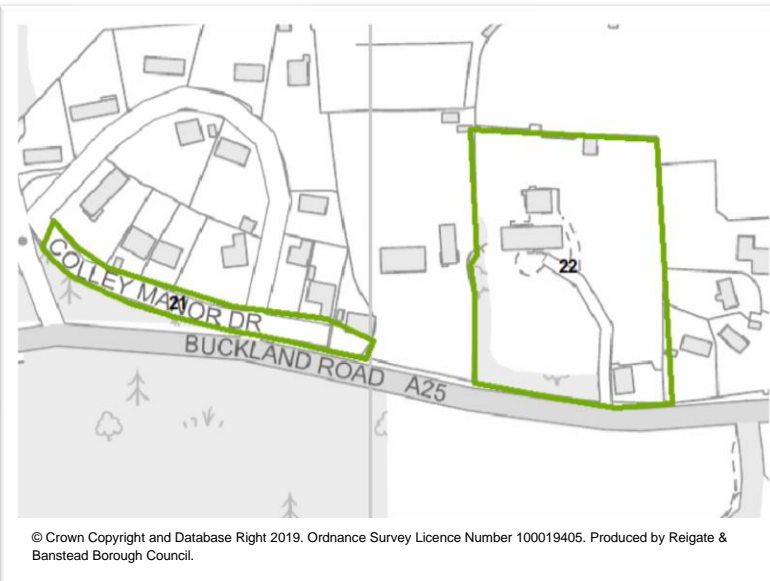 COLLEY MANOR DR
21
BUCKLAND ROAD A25
22
© Crown Copyright and Database Right 2019. Ordnance Survey Licence Number 100019405. Produced by Reigate &
Banstead Borough Council.